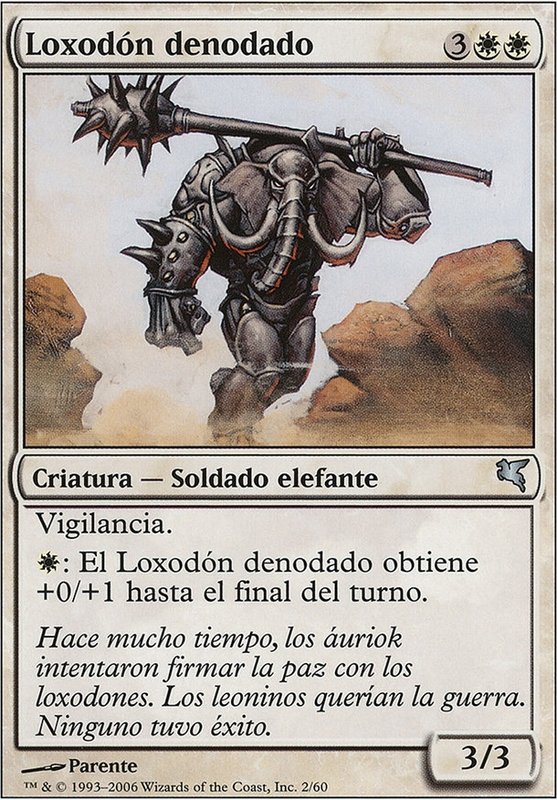 Loxodón denodado 3
Criatura — Soldado elefante
Vigilancia.
: El Loxodón denodado obtiene
+0/+1 hasta el final del turno.
Hace mucho tiempo, los áuriok
intentaron firmar la paz con los
loxodones. Los leoninos querían la guerra.
Ninguno tuvo éxito.
3/3
Parente
™ & © 1993–2006 Wizards of the Coast, Inc. 2/60